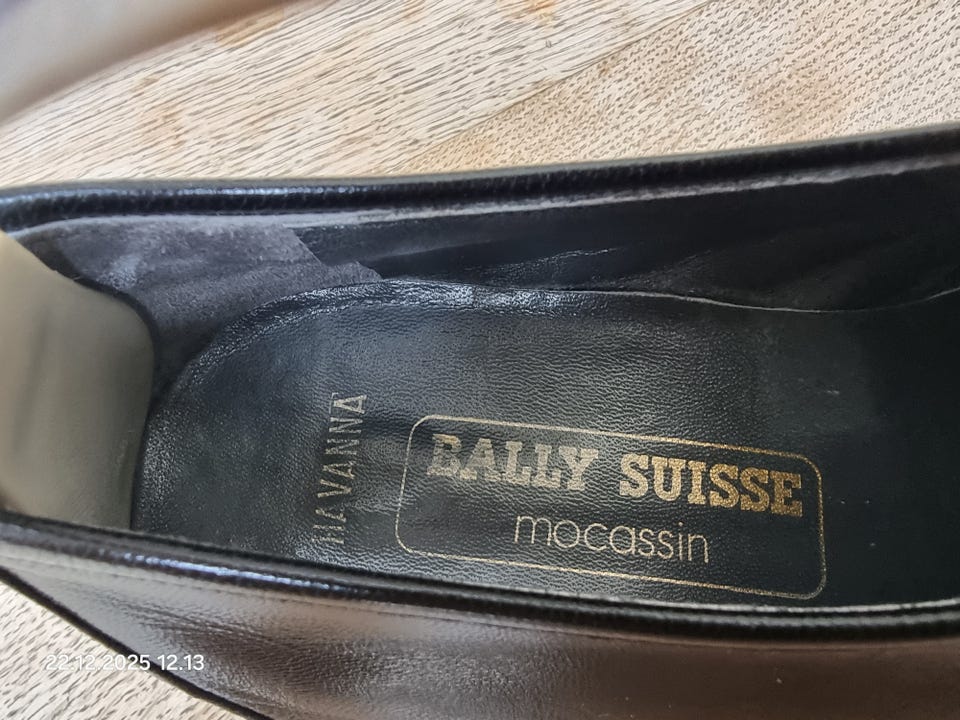 HAVANNA
BALLY SUISSE
mocassin
22.12.2025 12.13